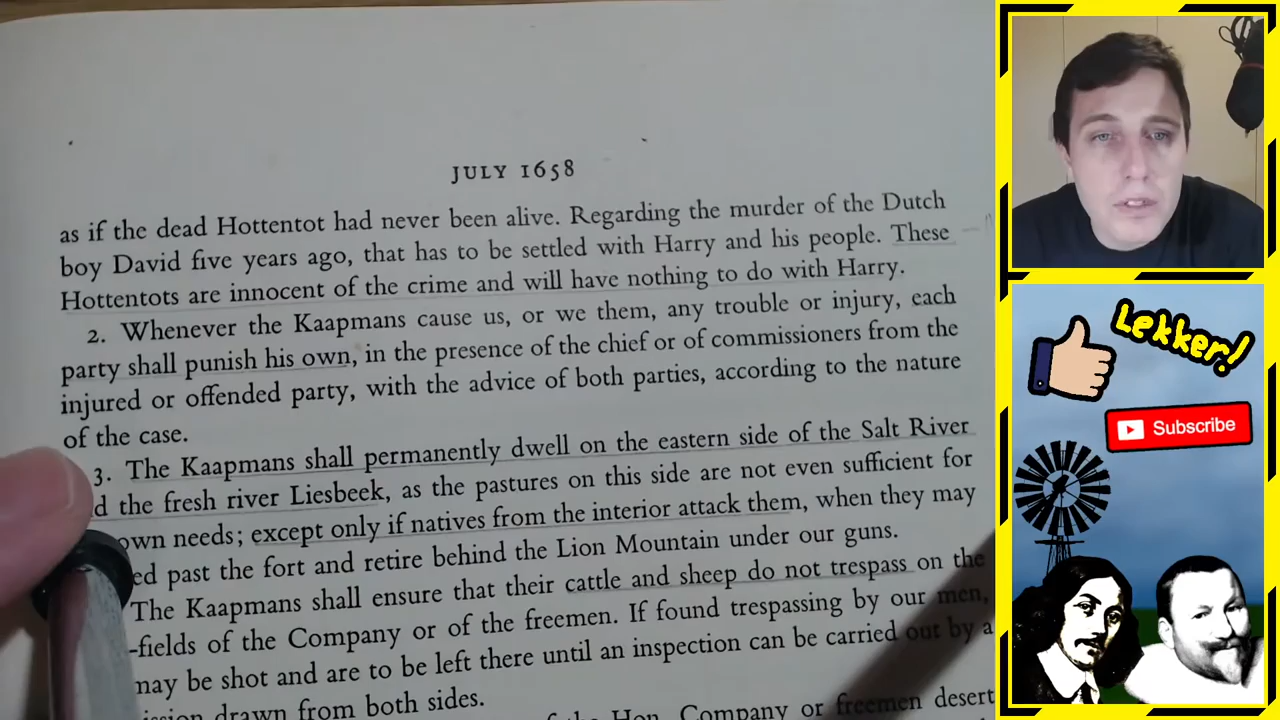 JULY 1658
as if the dead Hottentot had never been alive. Regarding the murder of the Dutch
boy David five years ago, that has to be settled with Harry and his people. These
Hottentots are innocent of the crime and will have nothing to do with Harry.
2. Whenever the Kaapmans cause us, or we them, any trouble or injury, each
party shall punish his own, in the presence of the chief or of commissioners from the
injured or offended party, with the advice of both parties, according to the nature
of the case.
3. The Kaapmans shall permanently dwell on the eastern side of the Salt River
d the fresh river Liesbeek, as the pastures on this side are not even sufficient for
own needs; except only if natives from the interior attack them, when they may
ed past the fort and retire behind the Lion Mountain under our guns.
The Kaapmans shall ensure that their cattle and sheep do not trespass on the
-fields of the Company or of the freemen. If found trespassing by our men,
may be shot and are to be left there until an inspection can be carried out by a
ission drawn from both sides.
of the Hon. Company or freemen desert
Lekker!
Subscribe